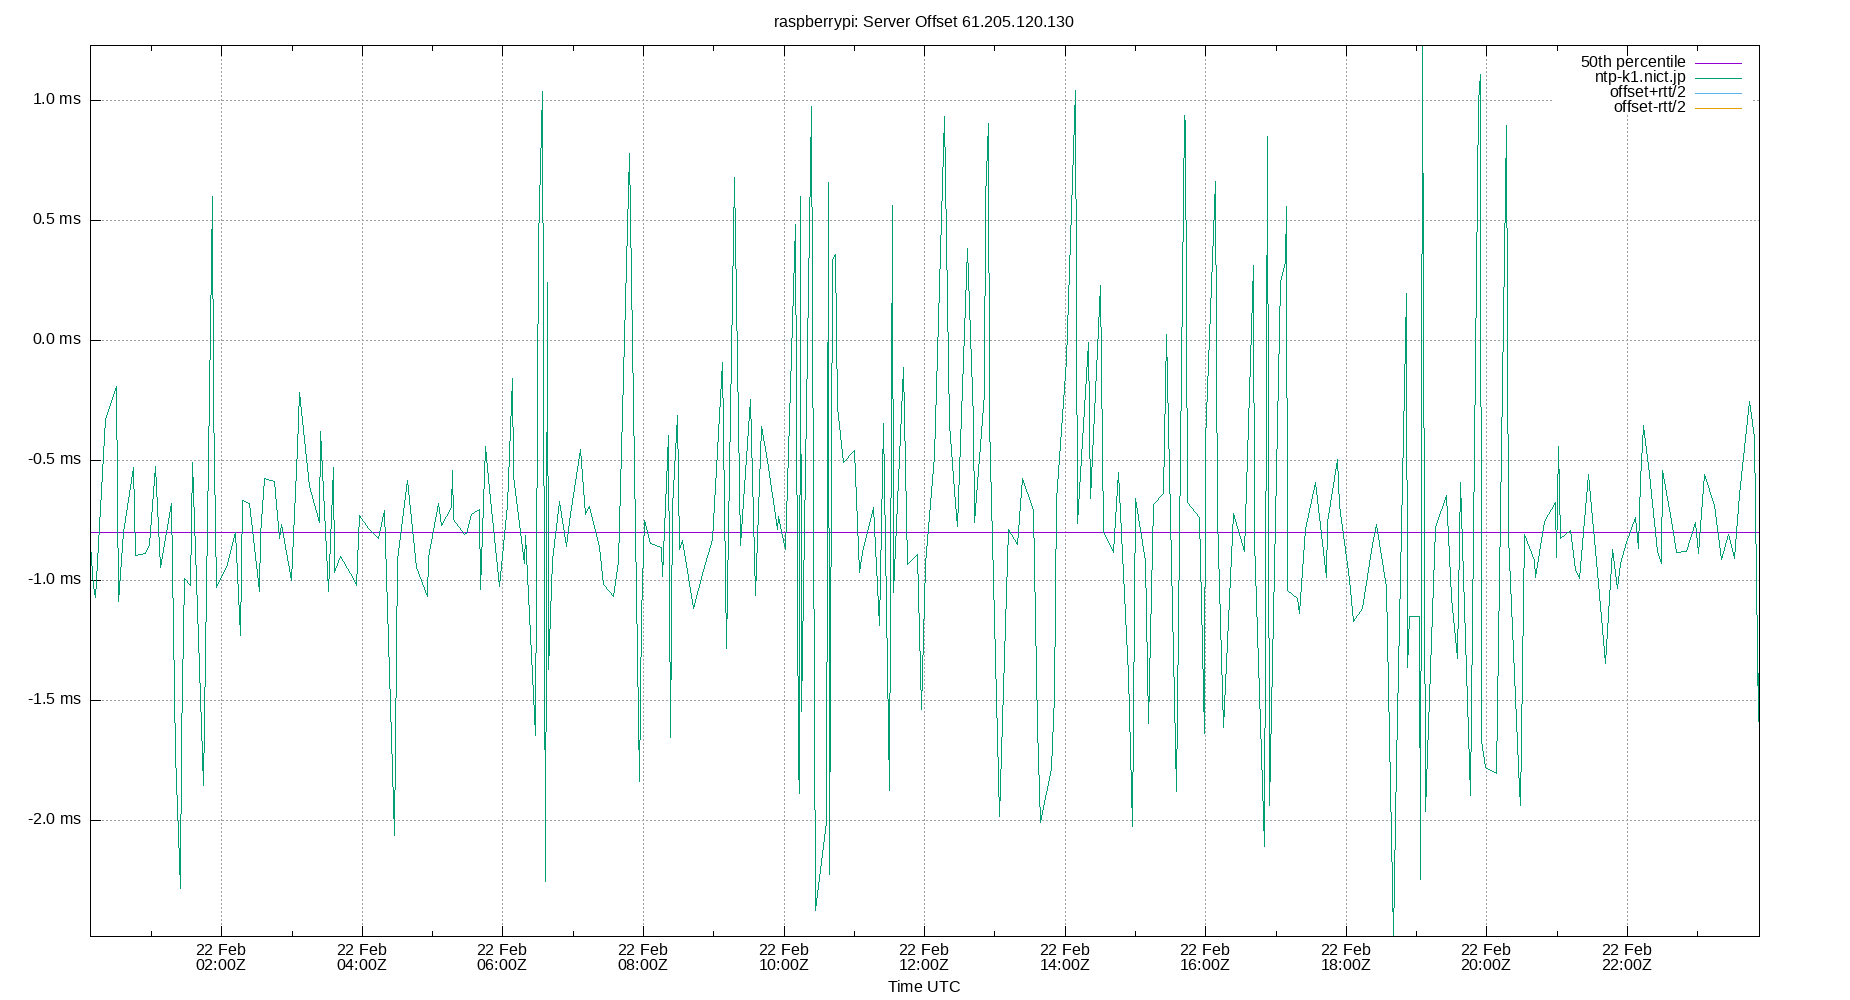 raspberrypi: Server Offset 61.205.120.130
50th percentile
ntp-k1.nict.jp
offset+rtt/2
offset-rtt/2
1.0 ms
0.5 ms
0.0 ms
-0.5 ms
-1.0 ms
-1.5 ms
-2.0 ms
22 Feb 22 Feb 22 Feb 22 Feb 22 Feb 22 Feb 22 Feb 22 Feb 22 Feb 22 Feb 22 Feb
02:00Z 04:00Z 06:00Z 08:00Z 10:00Z 12:00Z 14:00Z 16:00Z 18:00Z 20:00Z 22:00Z
Time UTC